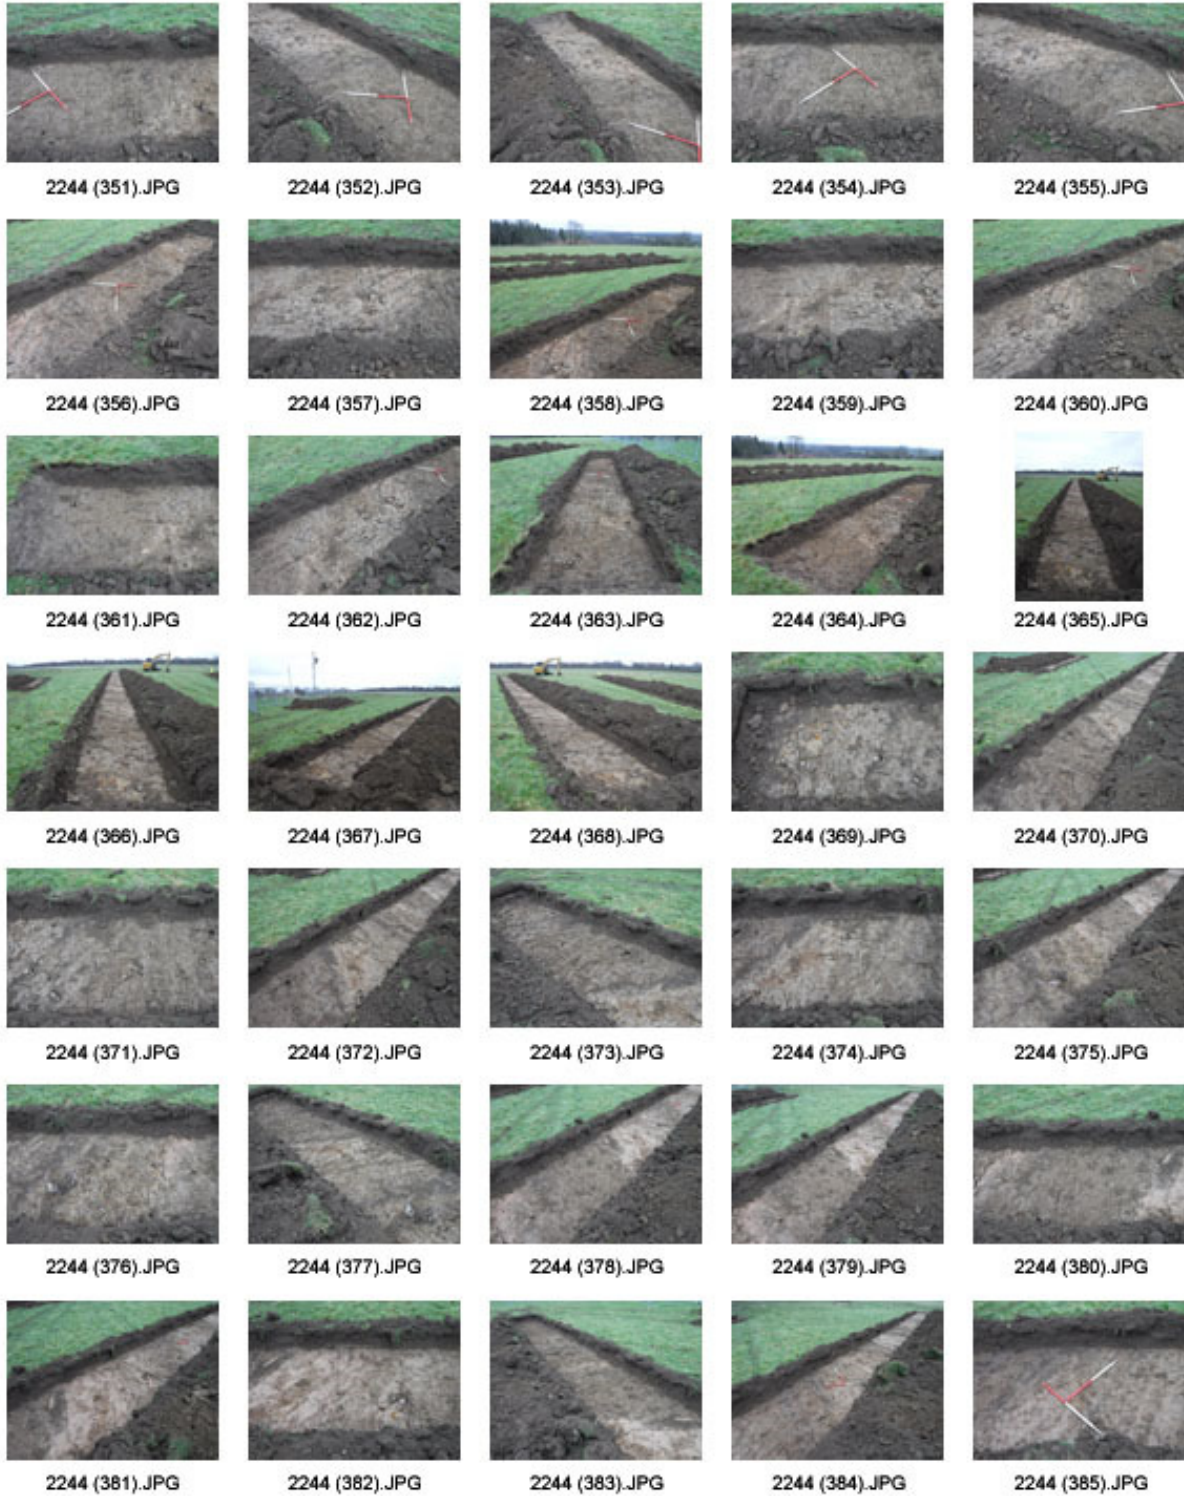 2244 (351).JPG 2244 (352).JPG 2244 (353).JPG 2244 (354).JPG 2244 (355).JPG
2244 (356).JPG 2244 (357).JPG 2244 (358).JPG 2244 (359).JPG 2244 (360).JPG
2244 (361).JPG 2244 (362).JPG 2244 (363).JPG 2244 (364).JPG 2244 (365).JPG
2244 (366).JPG 2244 (367).JPG 2244 (368).JPG 2244 (369).JPG 2244 (370).JPG
2244 (371).JPG 2244 (372).JPG 2244 (373).JPG 2244 (374).JPG 2244 (375).JPG
2244 (376).JPG 2244 (377).JPG 2244 (378).JPG 2244 (379).JPG 2244 (380).JPG
2244 (381).JPG 2244 (382).JPG 2244 (383).JPG 2244 (384).JPG 2244 (385).JPG